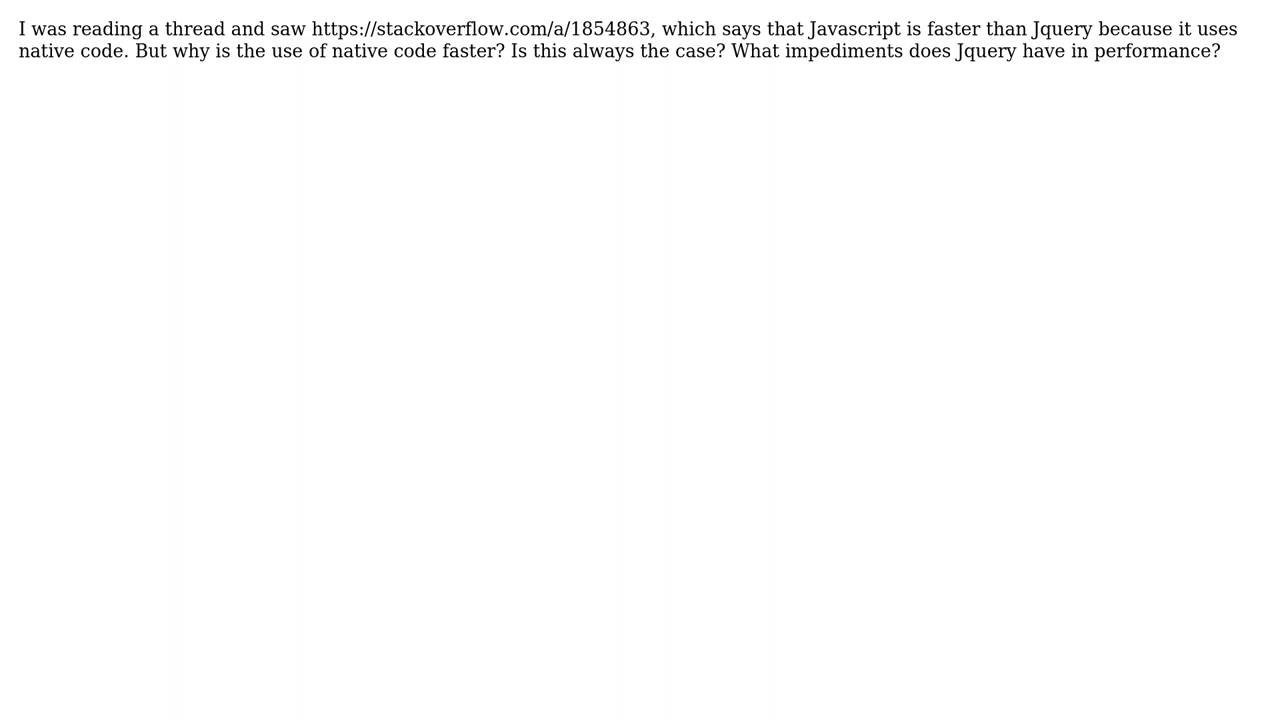 I was reading a thread and saw https://stackoverflow.com/a/1854863, which says that Javascript is faster than Jquery because it uses
native code. But why is the use of native code faster? Is this always the case? What impediments does Jquery have in performance?